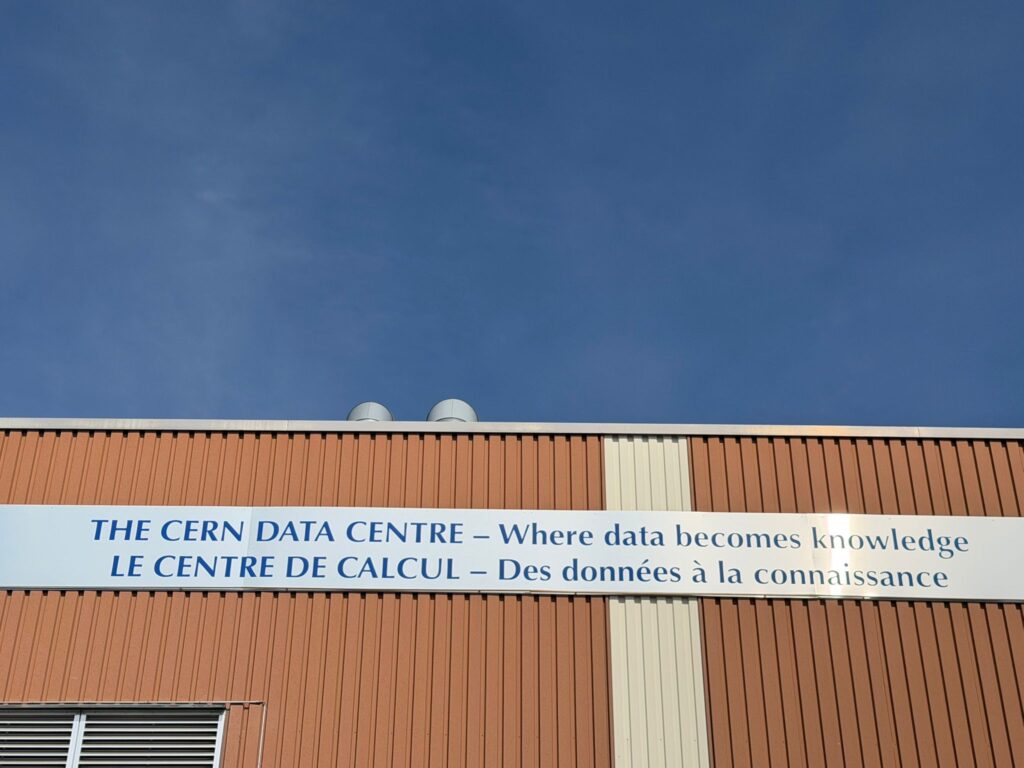 THE CERN DATA CENTRE – Where data becomes knowledge
LE CENTRE DE CALCUL – Des données à la connaissance